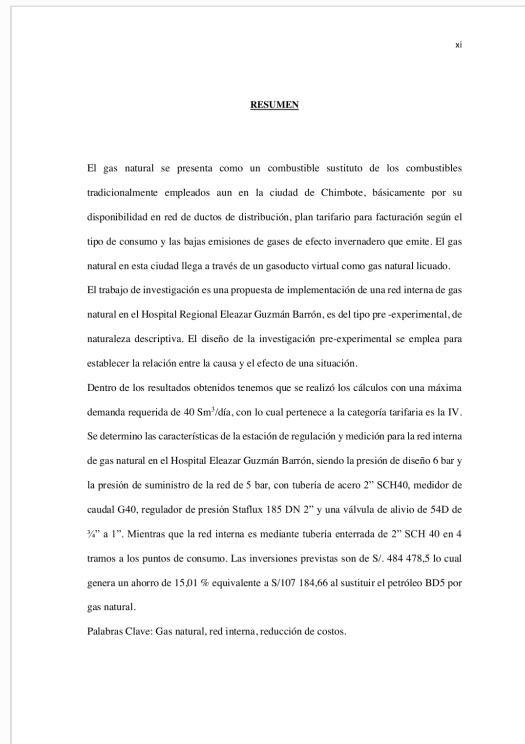 xi
RESUMEN
El gas natural se presenta como un combustible sustituto de los combustibles
tradicionalmente empleados aun en la ciudad de Chimbote, básicamente por su
disponibilidad en red de ductos de distribución, plan tarifario para facturación según el
tipo de consumo y las bajas emisiones de gases de efecto invernadero que emite. El gas
natural en esta ciudad llega a través de un gasoducto virtual como gas natural licuado.
El trabajo de investigación es una propuesta de implementación de una red interna de gas
natural en el Hospital Regional Eleazar Guzmán Barrón, es del tipo pre -experimental, de
naturaleza descriptiva. El diseño de la investigación pre-experimental se emplea para
establecer la relación entre la causa y el efecto de una situación.
Dentro de los resultados obtenidos tenemos que se realizó los cálculos con una máxima
demanda requerida de 40 Sm³/día, con lo cual pertenece a la categoría tarifaria es la IV.
Se determino las características de la estación de regulación y medición para la red interna
de gas natural en el Hospital Eleazar Guzmán Barrón, siendo la presión de diseño 6 bar y
la presión de suministro de la red de 5 bar, con tubería de acero 2” SCH40, medidor de
caudal G40, regulador de presión Staflux 185 DN 2” y una válvula de alivio de 54D de
¾” a 1”. Mientras que la red interna es mediante tubería enterrada de 2” SCH 40 en 4
tramos a los puntos de consumo. Las inversiones previstas son de S/. 484 478,5 lo cual
genera un ahorro de 15,01 % equivalente a S/107 184,66 al sustituir el petróleo BD5 por
gas natural.
Palabras Clave: Gas natural, red interna, reducción de costos.